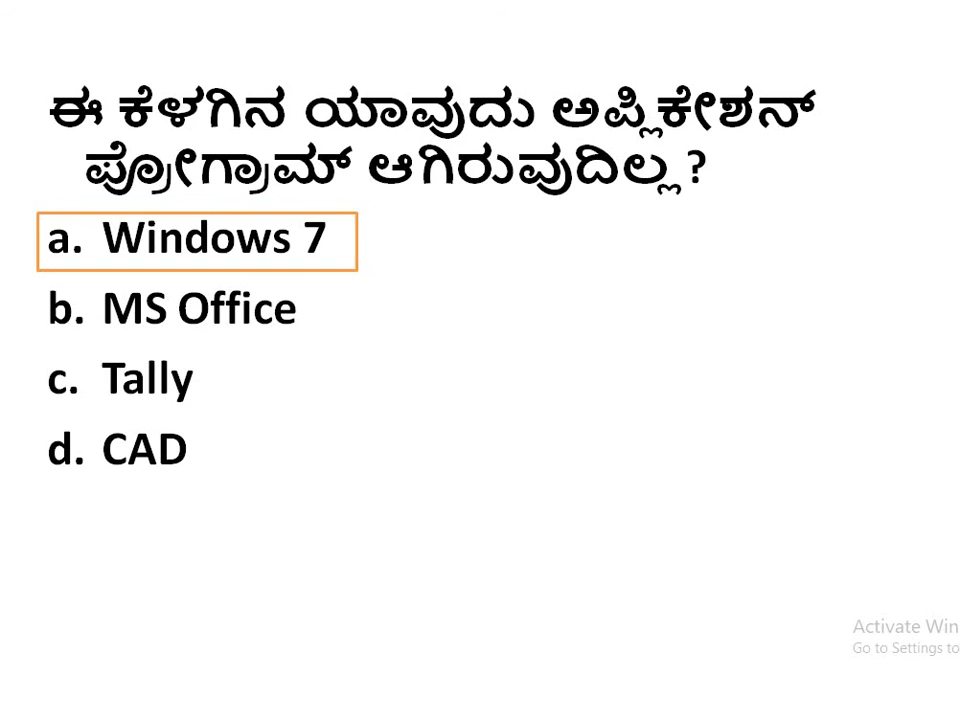 ಈ ಕೆಳಗಿನ ಯಾವುದು ಅಪ್ಲಿಕೇಶನ್
ಪ್ರೋಗ್ರಾಮ್ ಆಗಿರುವುದಿಲ್ಲ?
a. Windows 7
b. MS Office
c. Tally
d. CAD
Activate Win
Go to Settings to